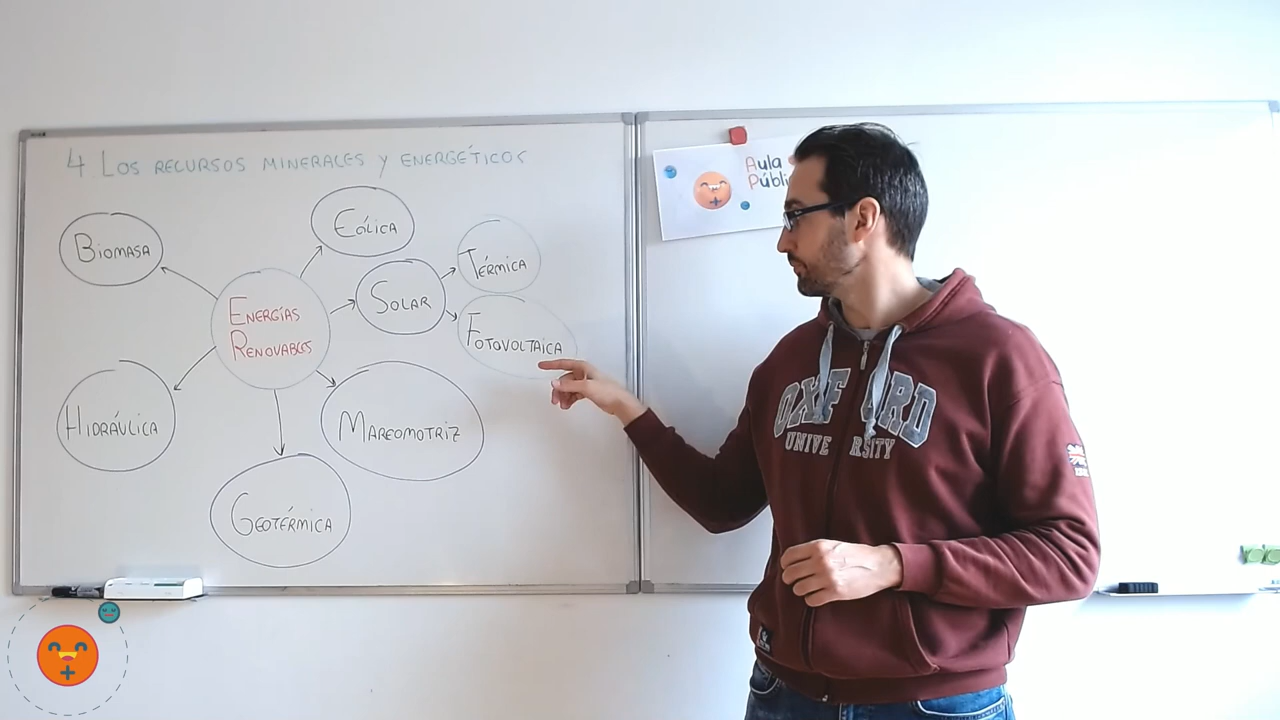 4 Los RECURSOS MINERALES Y ENERGÉTICOS
BIOMASA
EÓLICA
TÉRMICA
SOLAR
FOTOVOLTAICA
ENERGÍAS
RENOVABLES
HIDRÁULICA
MAREOMOTRIZ
GEOTÉRMICA
Aula
Públi
OXFORD
UNIVERSITY